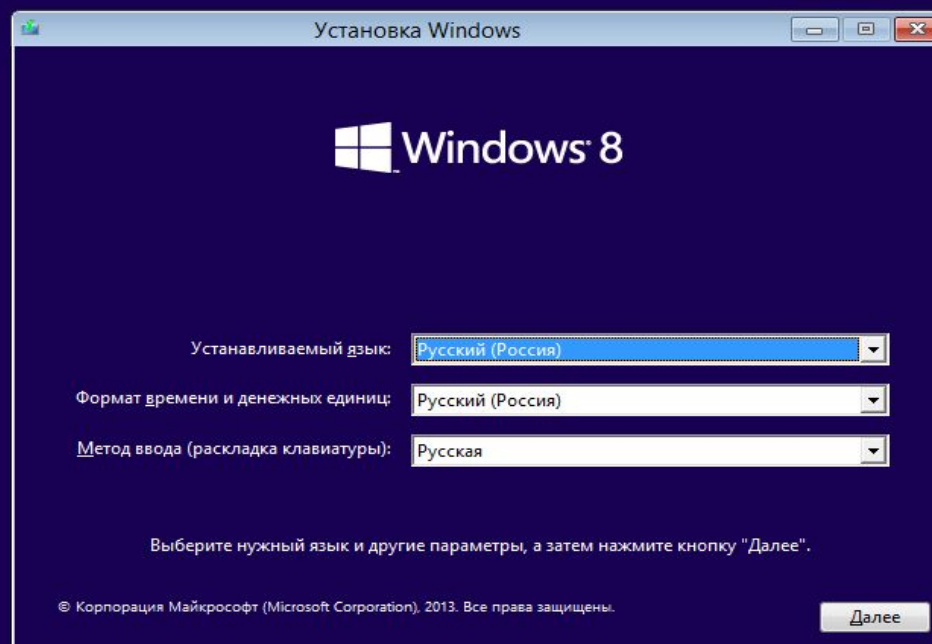 Установка Windows
Windows 8
Устанавливаемый язык: Русский (Россия)
Формат времени и денежных единиц: Русский (Россия)
Метод ввода (раскладка клавиатуры): Русская
Выберите нужный язык и другие параметры, а затем нажмите кнопку "Далее".
© Корпорация Майкрософт (Microsoft Corporation), 2013. Все права защищены.
Далее